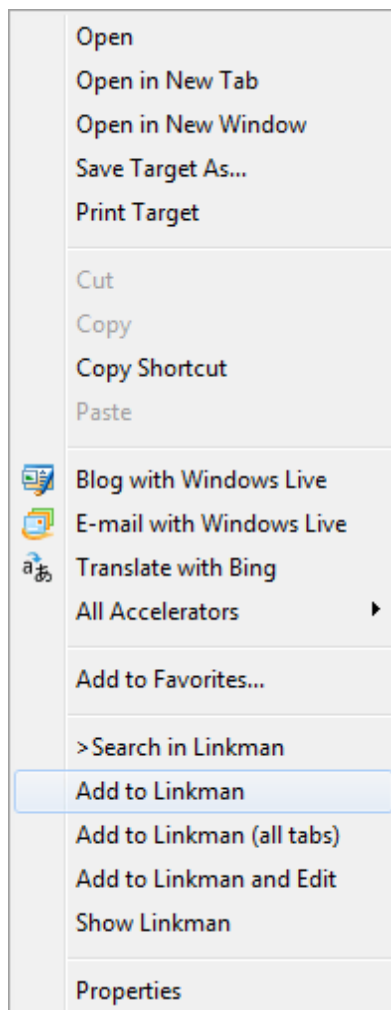 Open
Open in New Tab
Open in New Window
Save Target As...
Print Target
Cut
Copy
Copy Shortcut
Paste
Blog with Windows Live
E-mail with Windows Live
Translate with Bing
All Accelerators
Add to Favorites...
>Search in Linkman
Add to Linkman
Add to Linkman (all tabs)
Add to Linkman and Edit
Show Linkman
Properties